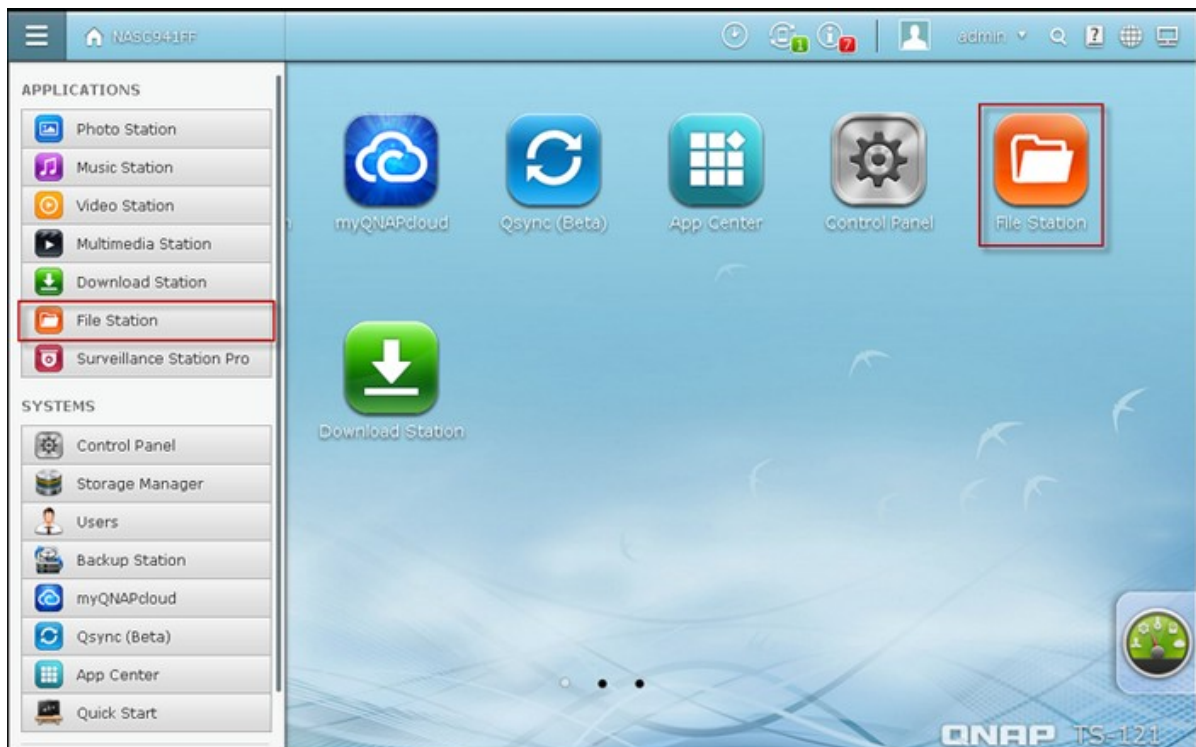 NASC941FF
1
7
admin
?
APPLICATIONS
Photo Station
Music Station
Video Station
Multimedia Station
Download Station
File Station
Surveillance Station Pro
SYSTEMS
Control Panel
Storage Manager
Users
Backup Station
myQNAPcloud
Qsync (Beta)
App Center
Quick Start
myQNAPcloud
Qsync (Beta)
App Center
Control Panel
File Station
Download Station
QNAP TS-121